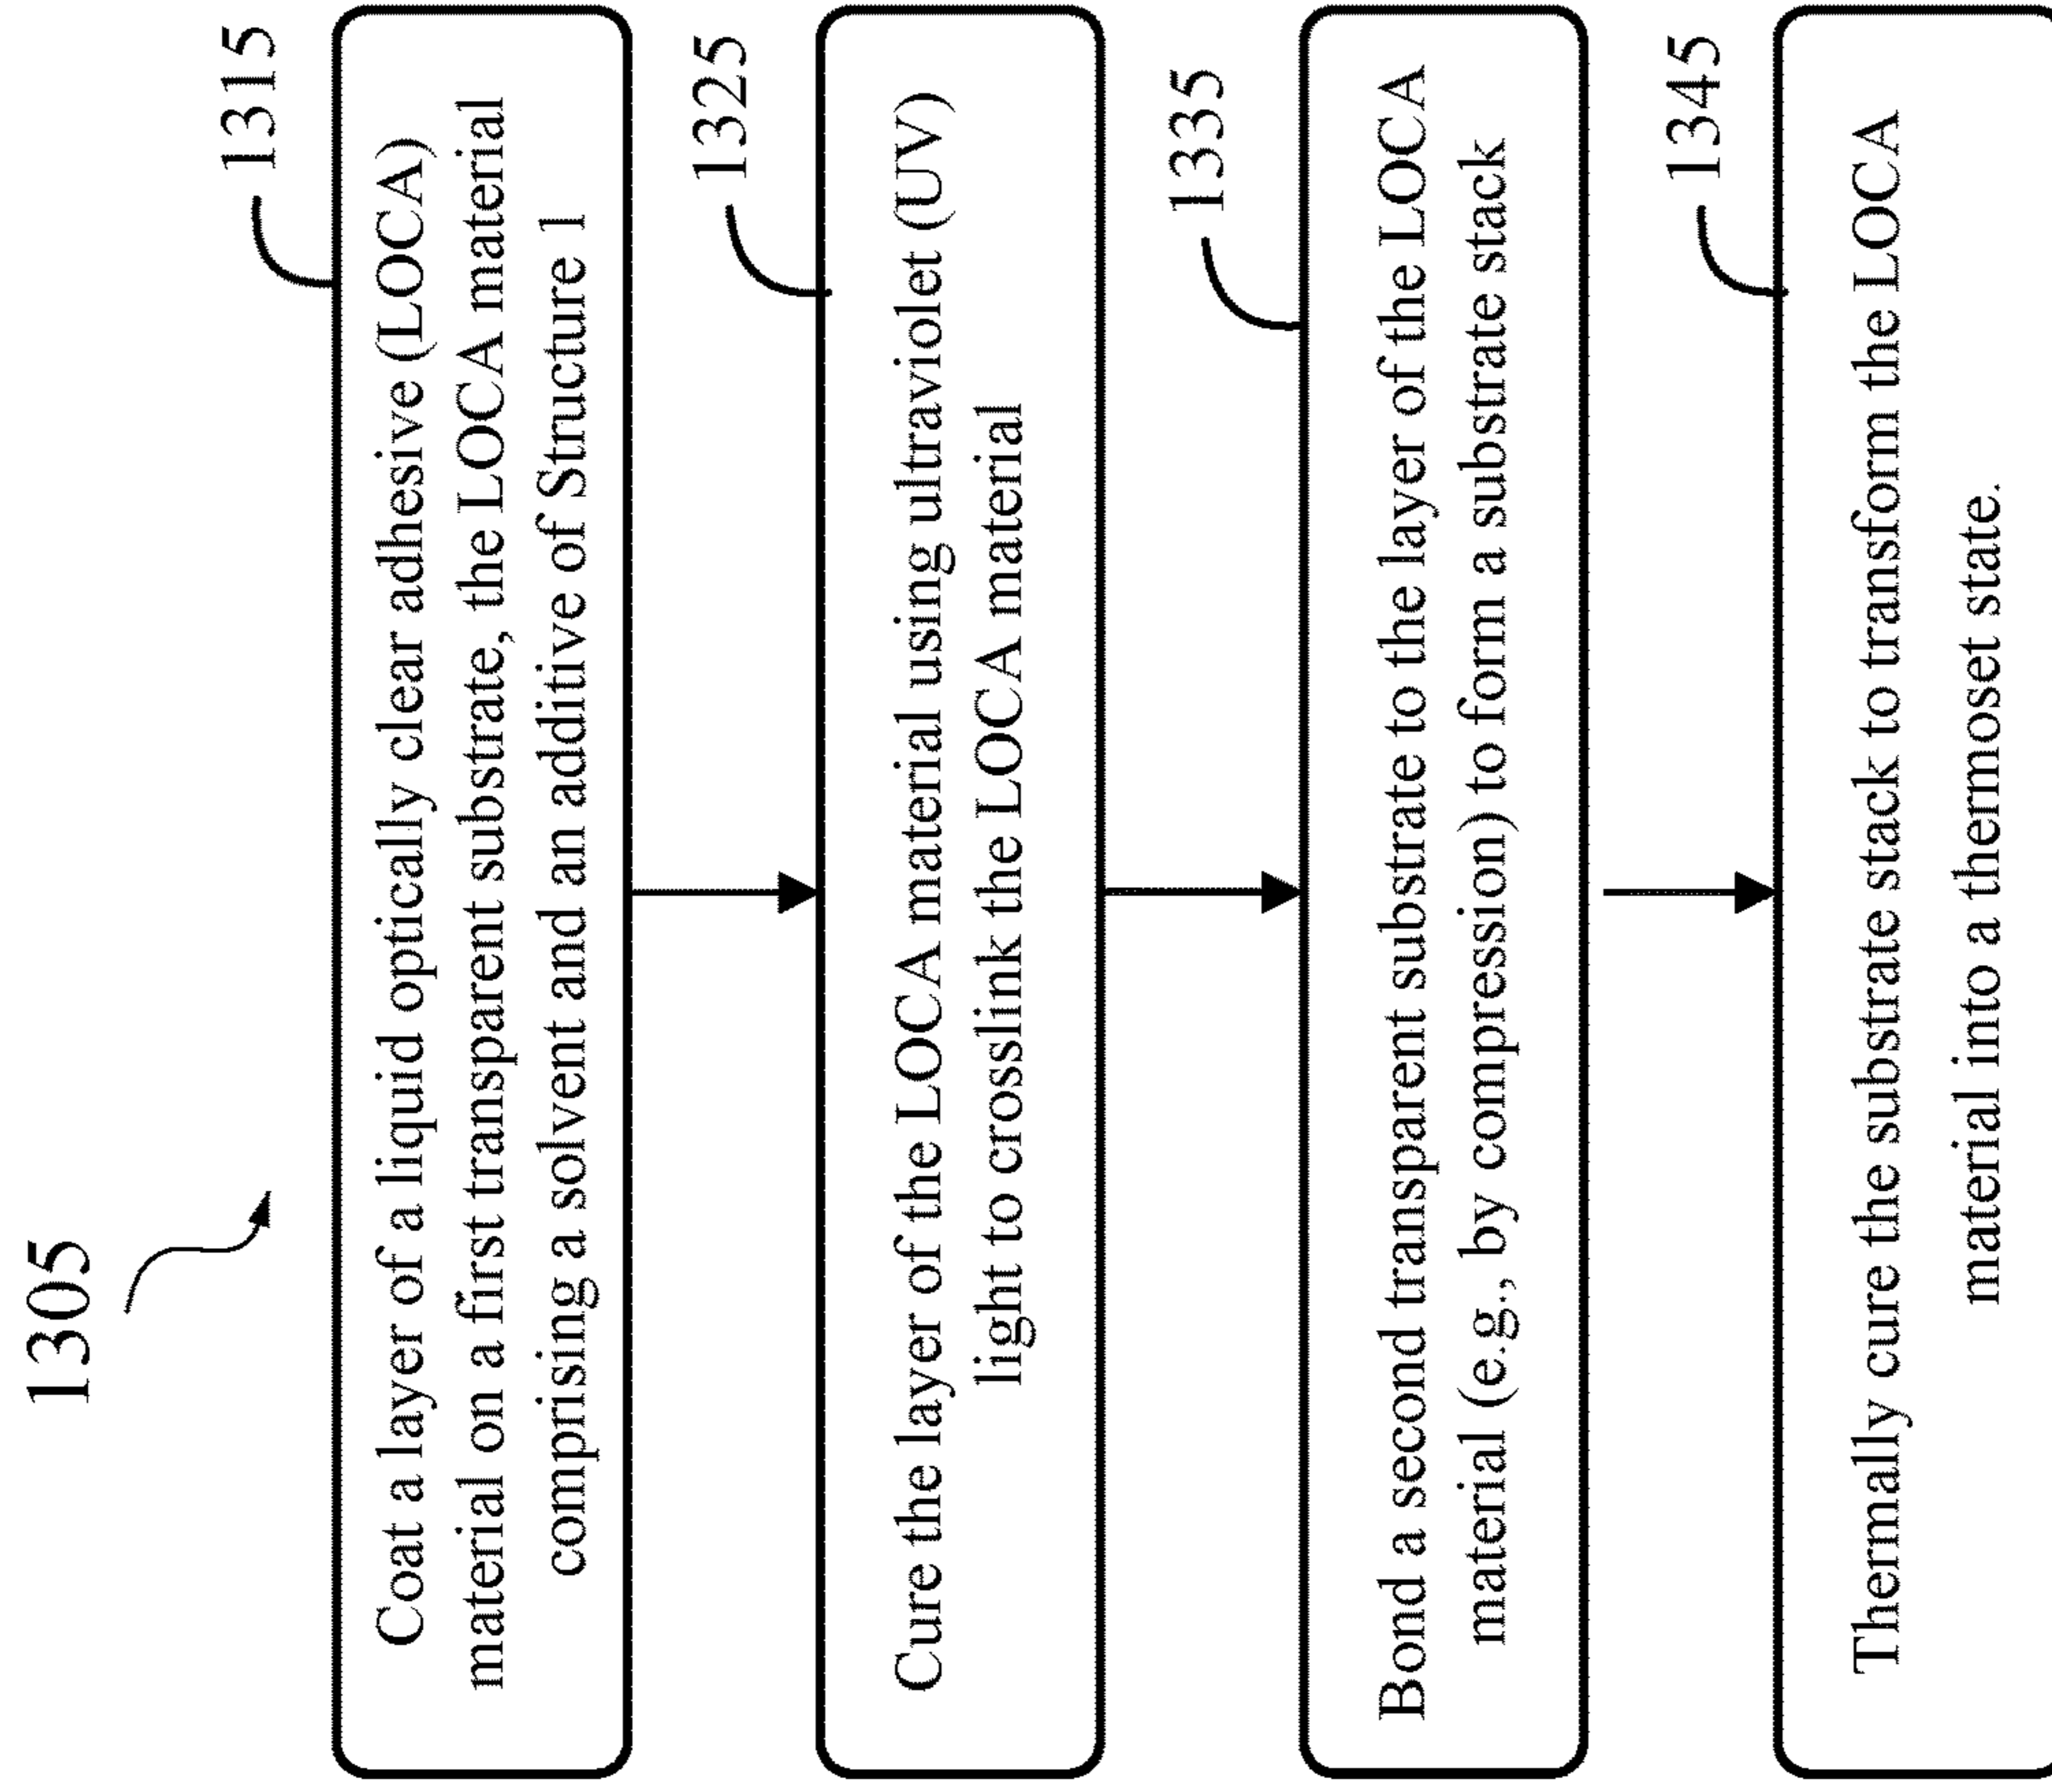 1305
1315
Coat a layer of a liquid optically clear adhesive (LOCA)
material on a first transparent substrate, the LOCA material
comprising a solvent and an additive of Structure 1
1325
Cure the layer of the LOCA material using ultraviolet (UV)
light to crosslink the LOCA material
1335
Bond a second transparent substrate to the layer of the LOCA
material (e.g., by compression) to form a substrate stack
1345
Thermally cure the substrate stack to transform the LOCA
material into a thermoset state.